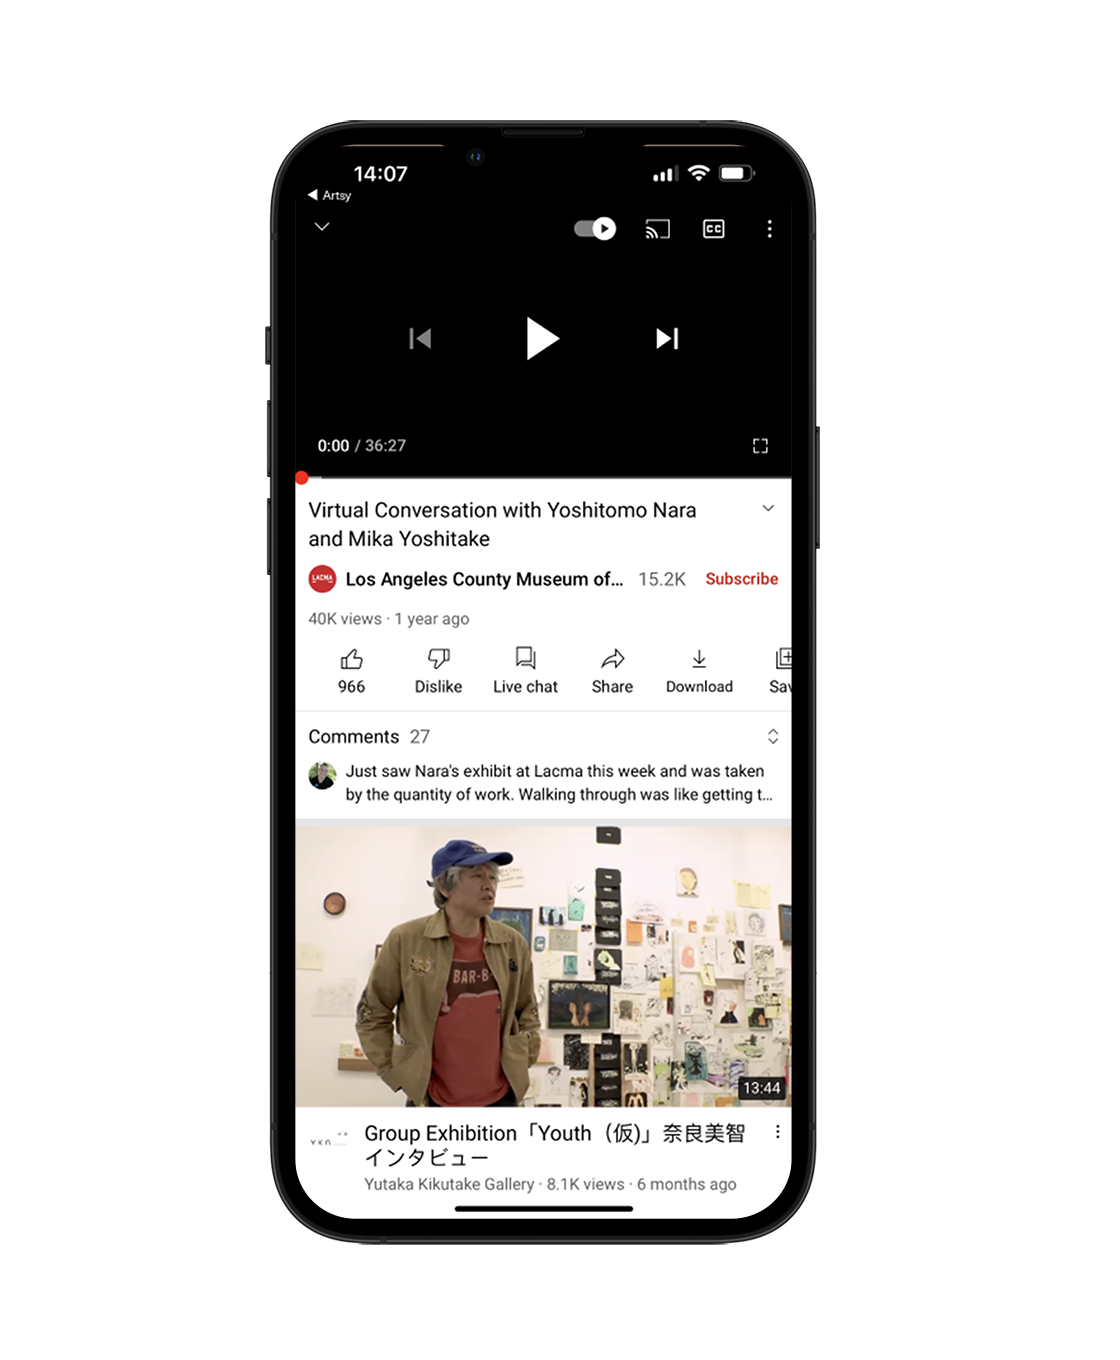 14:07
Artsy
CC
0:00 / 36:27
Virtual Conversation with Yoshitomo Nara
and Mika Yoshitake
LACMA
Los Angeles County Museum of...
15.2K
Subscribe
40K views · 1 year ago
966
Dislike
Live chat
Share
Download
Sav
Comments 27
Just saw Nara's exhibit at Lacma this week and was taken
by the quantity of work. Walking through was like getting t...
BAR-B-
13:44
Group Exhibition「Youth（仮)」奈良美智
インタビュー
Yutaka Kikutake Gallery · 8.1K views · 6 months ago